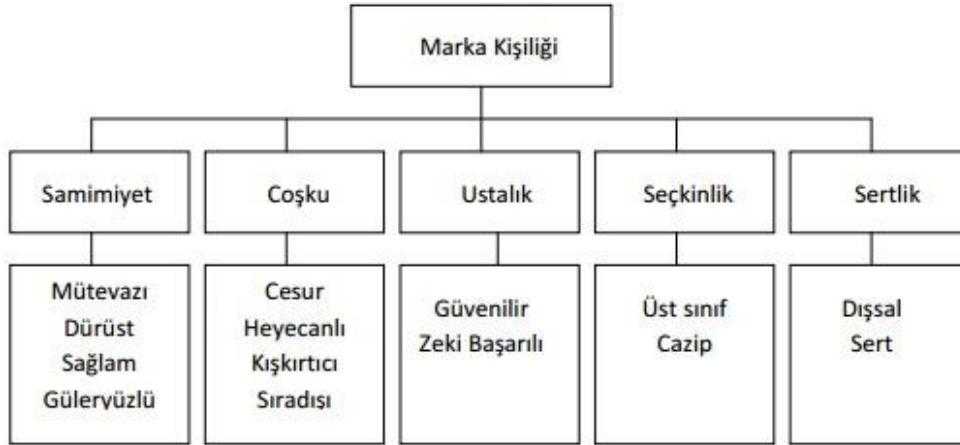 Marka Kişiliği
Samimiyet
Coşku
Ustalık
Seçkinlik
Sertlik
Mütevazı
Dürüst
Sağlam
Güleryüzlü
Cesur
Heyecanlı
Kışkırtıcı
Sıradışı
Güvenilir
Zeki Başarılı
Üst sınıf
Cazip
Dışsal
Sert